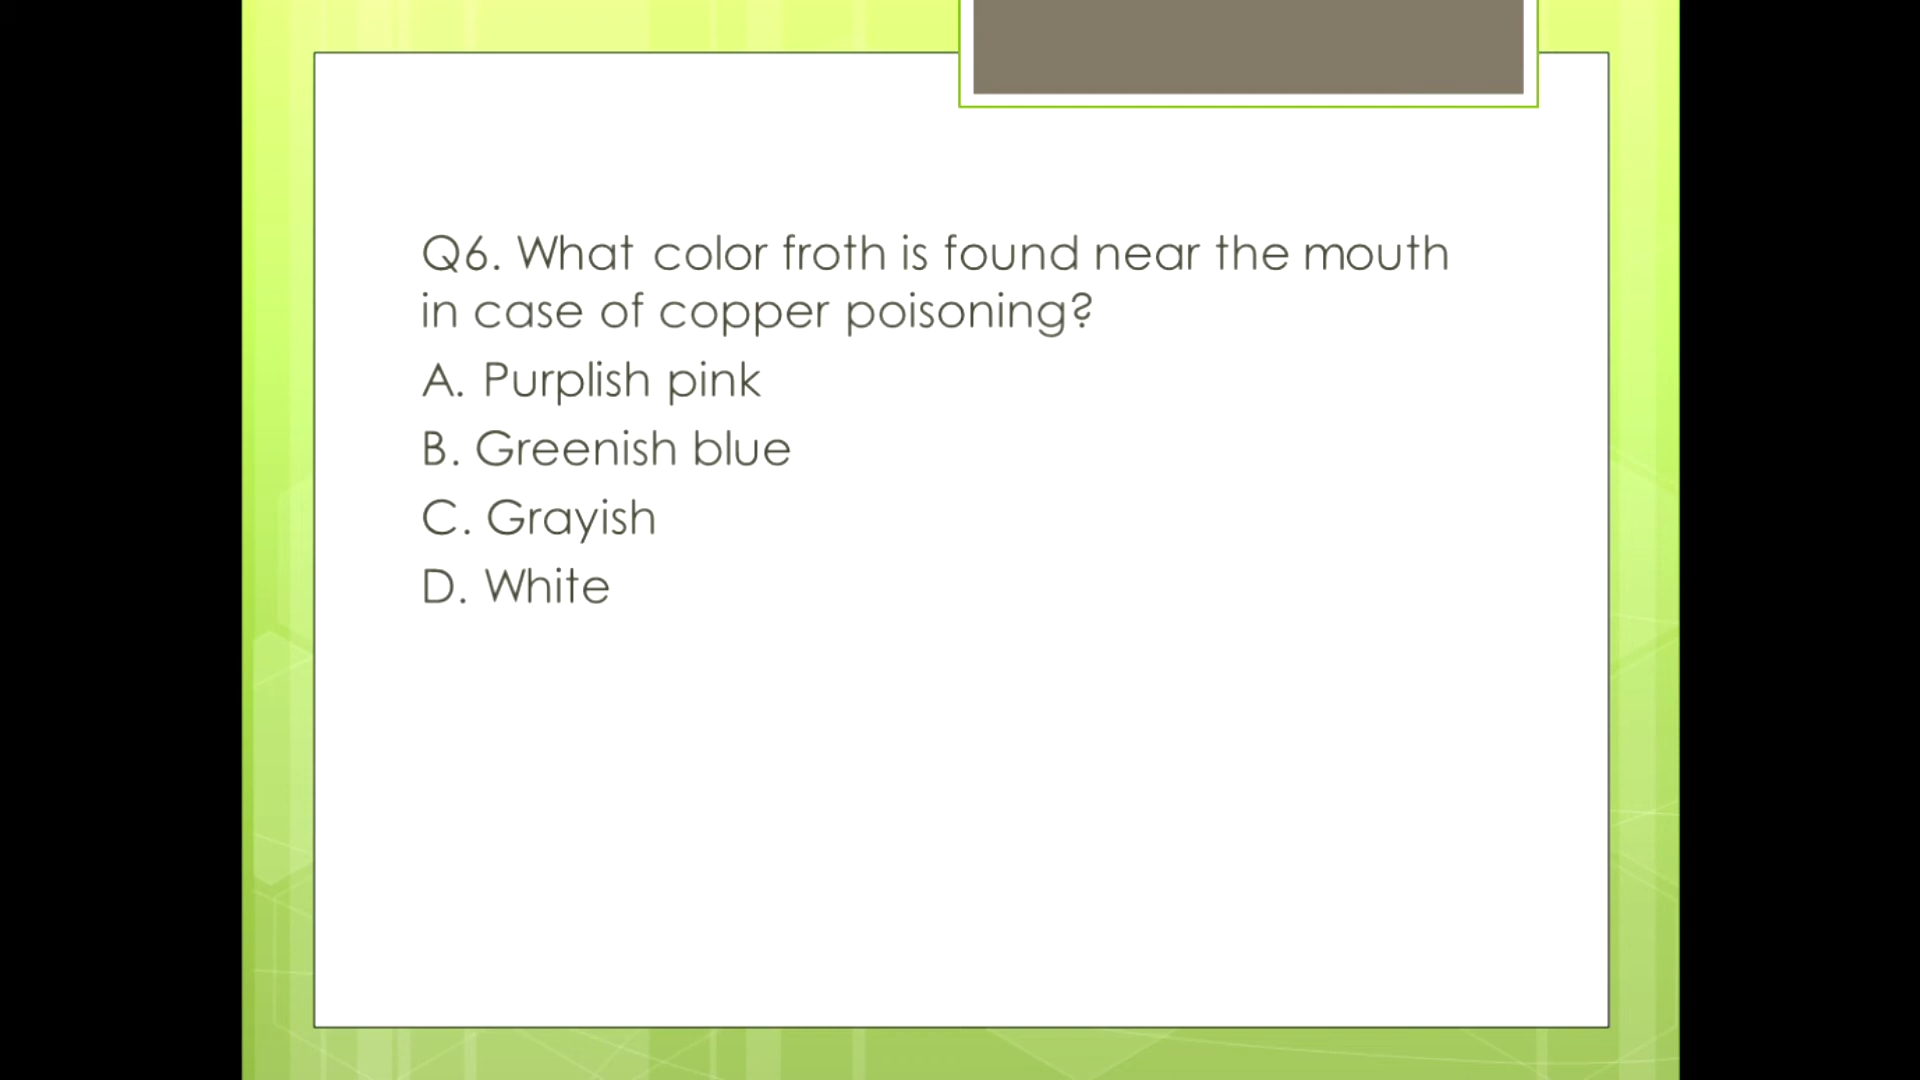 Q6. What color froth is found near the mouth
in case of copper poisoning?
A. Purplish pink
B. Greenish blue
C. Grayish
D. White